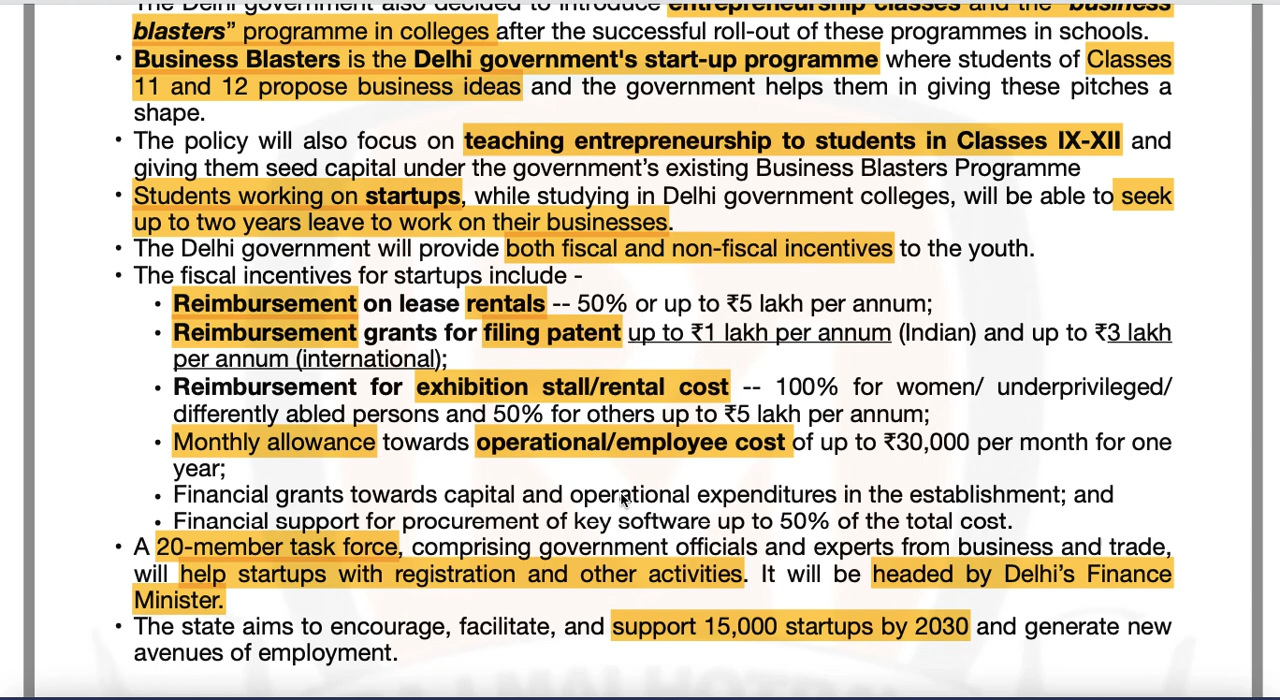 The Delhi government also decided to introduce entrepreneurship classes and the "business
blasters” programme in colleges after the successful roll-out of these programmes in schools.
• Business Blasters is the Delhi government's start-up programme where students of Classes
11 and 12 propose business ideas and the government helps them in giving these pitches a
shape.
• The policy will also focus on teaching entrepreneurship to students in Classes IX-XII and
giving them seed capital under the government’s existing Business Blasters Programme
• Students working on startups, while studying in Delhi government colleges, will be able to seek
up to two years leave to work on their businesses.
• The Delhi government will provide both fiscal and non-fiscal incentives to the youth.
• The fiscal incentives for startups include -
• Reimbursement on lease rentals -- 50% or up to ₹5 lakh per annum;
• Reimbursement grants for filing patent up to ₹1 lakh per annum (Indian) and up to ₹3 lakh
per annum (international);
• Reimbursement for exhibition stall/rental cost -- 100% for women/ underprivileged/
differently abled persons and 50% for others up to ₹5 lakh per annum;
• Monthly allowance towards operational/employee cost of up to ₹30,000 per month for one
year;
• Financial grants towards capital and operational expenditures in the establishment; and
• Financial support for procurement of key software up to 50% of the total cost.
• A 20-member task force, comprising government officials and experts from business and trade,
will help startups with registration and other activities. It will be headed by Delhi’s Finance
Minister.
• The state aims to encourage, facilitate, and support 15,000 startups by 2030 and generate new
avenues of employment.